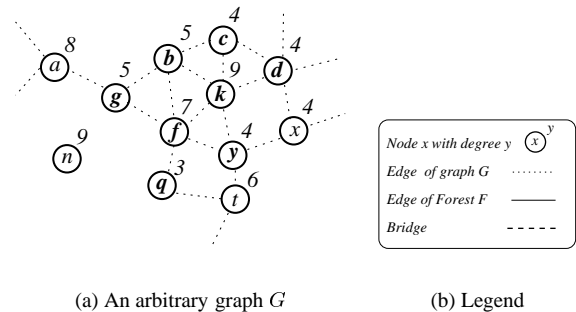 4
c
5
b
4
d
8
a
5
g
9
k
7
f
4
x
4
y
9
n
3
q
6
t
Node x with degree y
x
y
Edge of graph G
Edge of Forest F
Bridge
(a) An arbitrary graph G
(b) Legend